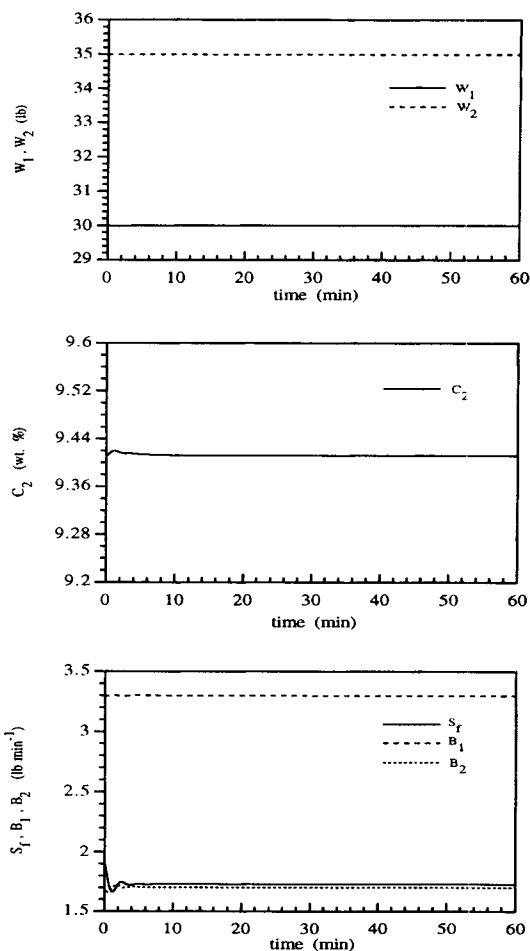 36
35
34
33
32
31
30
29
W1, W2 (lb)
W1
W2
0 10 20 30 40 50 60
time (min)
9.6
9.52
9.44
9.36
9.28
9.2
C2 (wt. %)
C2
0 10 20 30 40 50 60
time (min)
3.5
3
2.5
2
1.5
Sf, B1, B2 (lb min-1)
Sf
B1
B2
0 10 20 30 40 50 60
time (min)